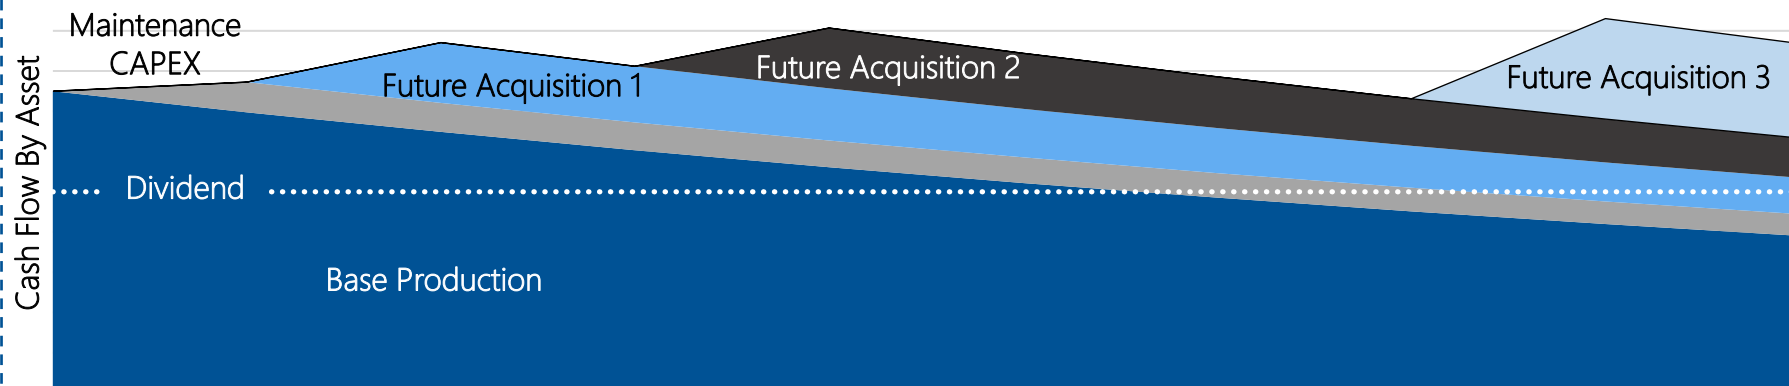 Maintenance
CAPEX
Future Acquisition 1
Future Acquisition 2
Future Acquisition 3
Cash Flow By Asset
Dividend
Base Production